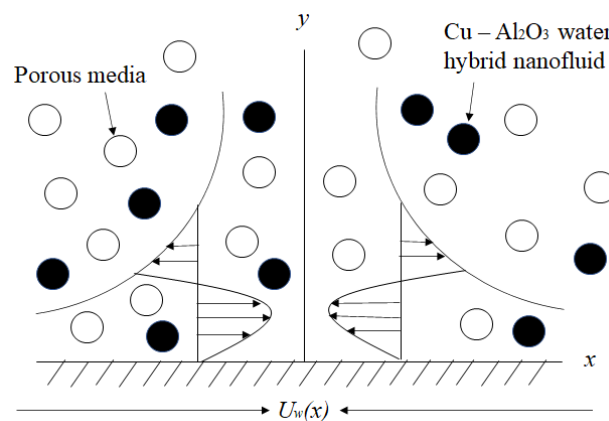 y
Cu – Al₂O₃ water
hybrid nanofluid
Porous media
x
Uw(x)